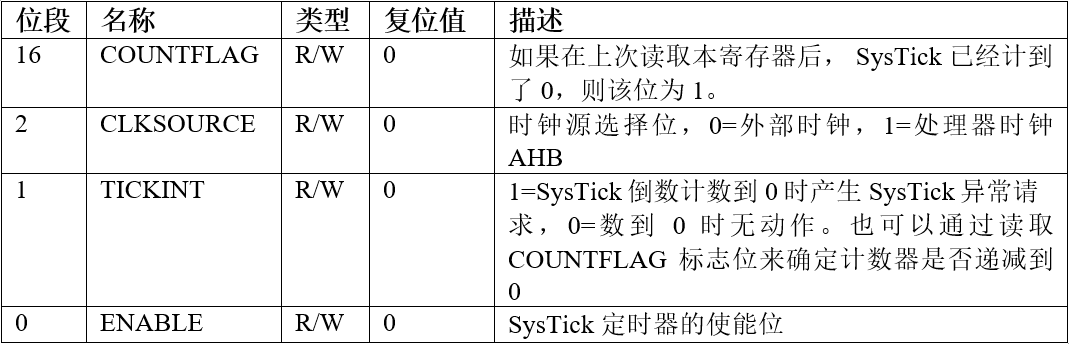 位段 名称 类型 复位值 描述
16 COUNTFLAG R/W 0 如果在上次读取本寄存器后， SysTick 已经计到
了 0，则该位为 1。
2 CLKSOURCE R/W 0 时钟源选择位，0=外部时钟，1=处理器时钟
AHB
1 TICKINT R/W 0 1=SysTick 倒数计数到 0 时产生 SysTick 异常请
求，0=数到 0 时无动作。也可以通过读取
COUNTFLAG 标志位来确定计数器是否递减到
0
0 ENABLE R/W 0 SysTick 定时器的使能位